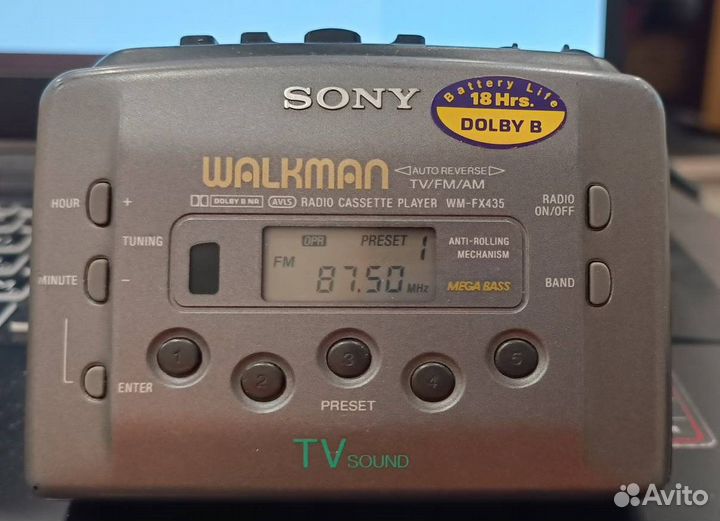 SONY
Battery Life
18 Hrs.
DOLBY B
WALKMAN
AUTO REVERSE
TV/FM/AM
DOLBY B NR AVLS RADIO CASSETTE PLAYER WM-FX435
HOUR
+
RADIO
ON/OFF
TUNING
OPR PRESET 1
FM
87.50 MHz
ANTI-ROLLING
MECHANISM
MEGA BASS
MINUTE
−
BAND
ENTER
1
2
3
4
5
PRESET
TV SOUND
Avito